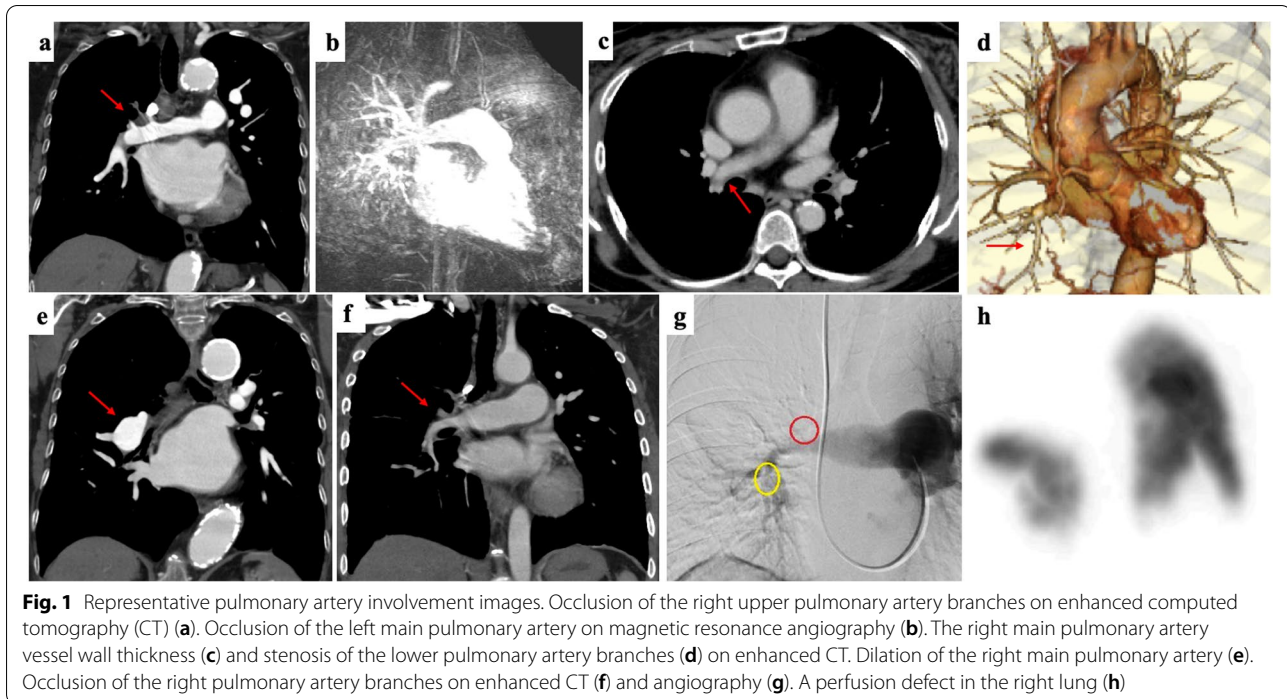 a
b
c
d
e
f
g
h
Fig. 1 Representative pulmonary artery involvement images. Occlusion of the right upper pulmonary artery branches on enhanced computed
tomography (CT) (a). Occlusion of the left main pulmonary artery on magnetic resonance angiography (b). The right main pulmonary artery
vessel wall thickness (c) and stenosis of the lower pulmonary artery branches (d) on enhanced CT. Dilation of the right main pulmonary artery (e).
Occlusion of the right pulmonary artery branches on enhanced CT (f) and angiography (g). A perfusion defect in the right lung (h)